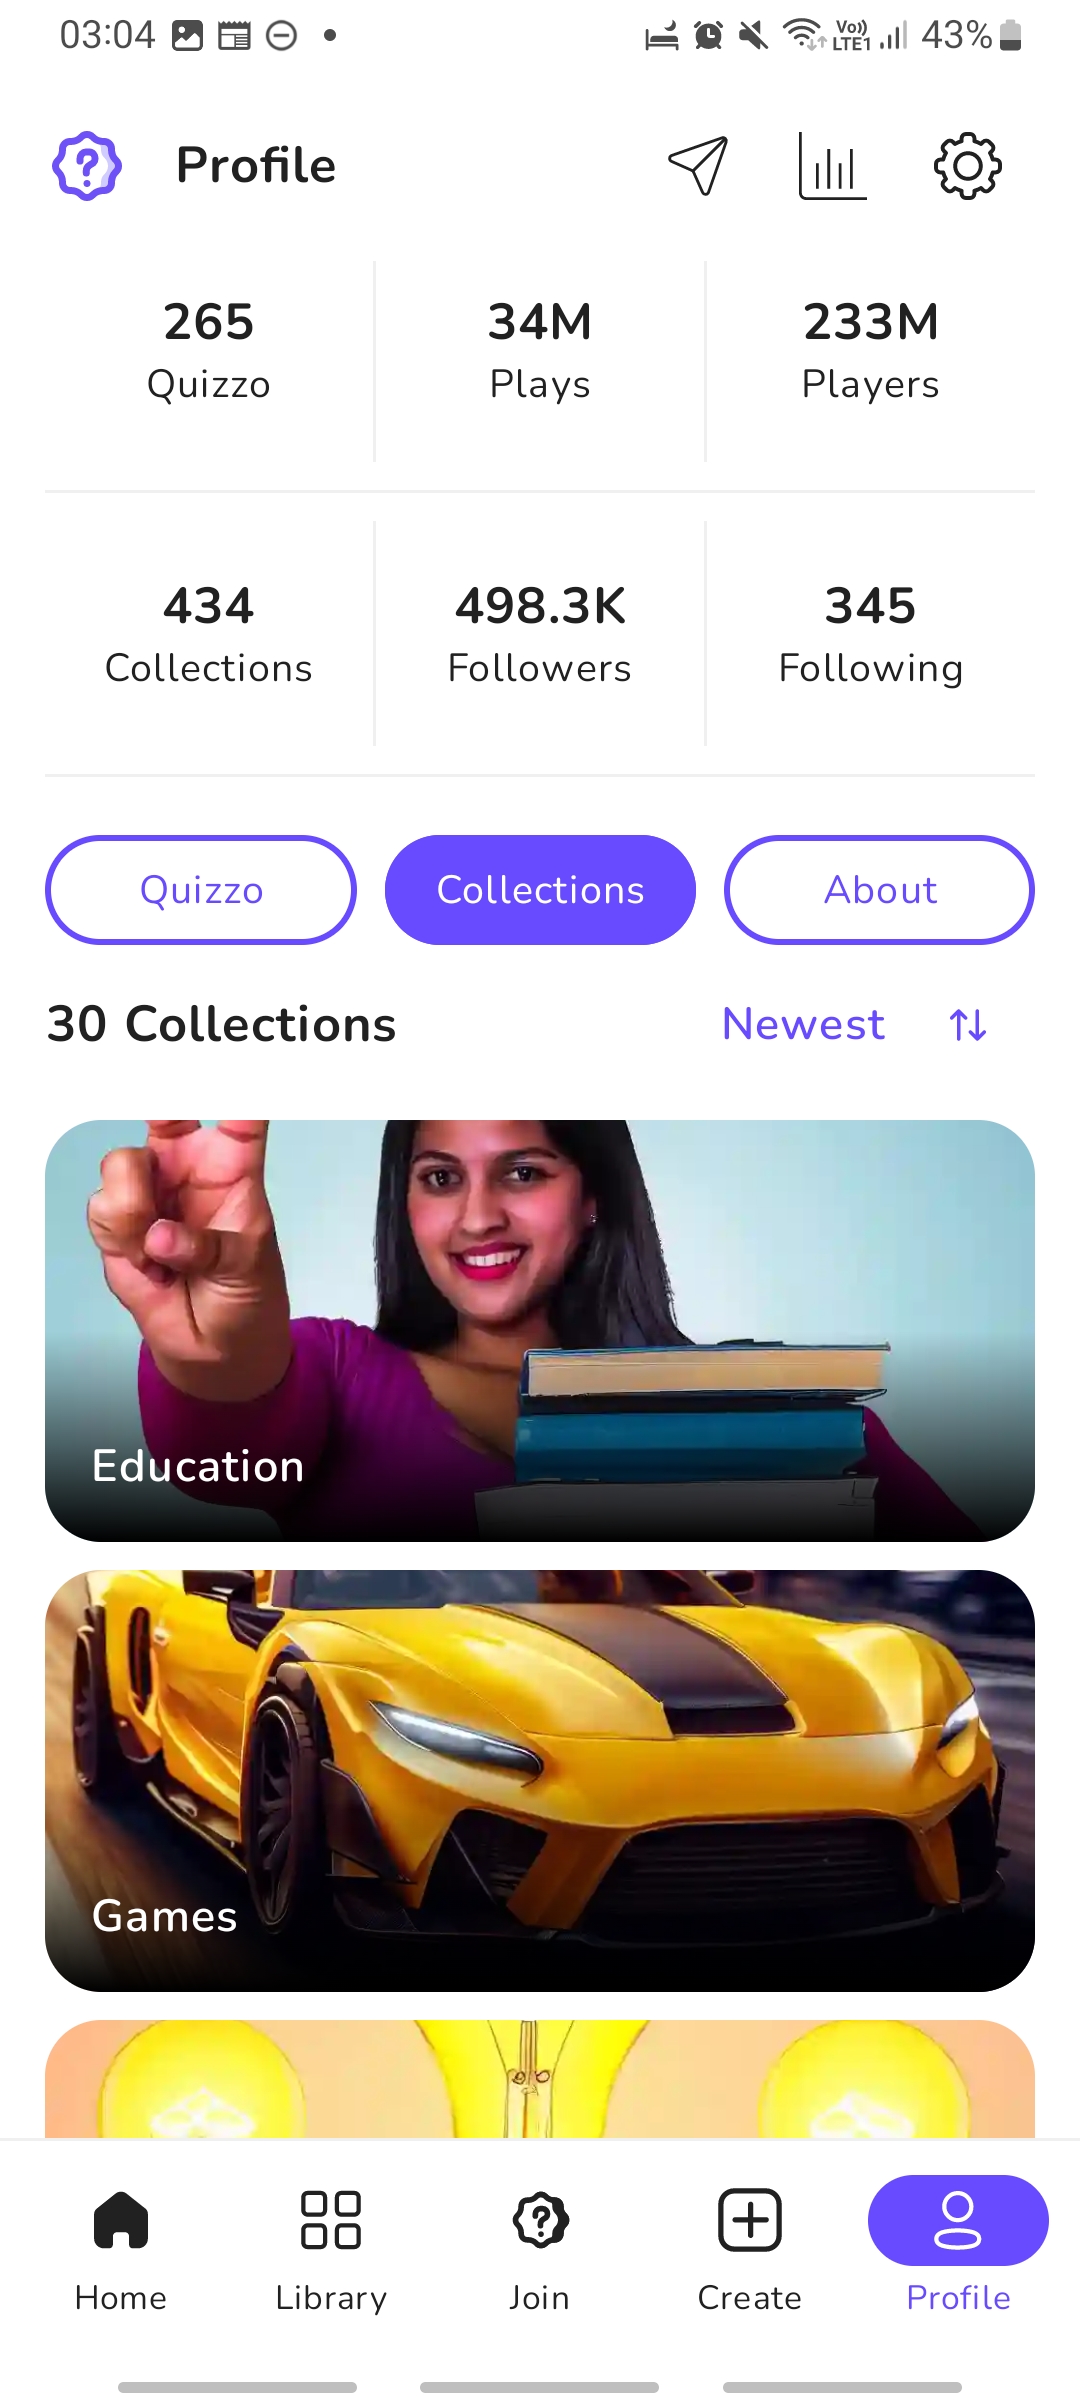 03:04 Vo)) LTE1 43%
Profile
265 34M 233M
Quizzo Plays Players
434 498.3K 345
Collections Followers Following
Quizzo Collections About
30 Collections Newest
Education
Games
Home Library Join Create Profile